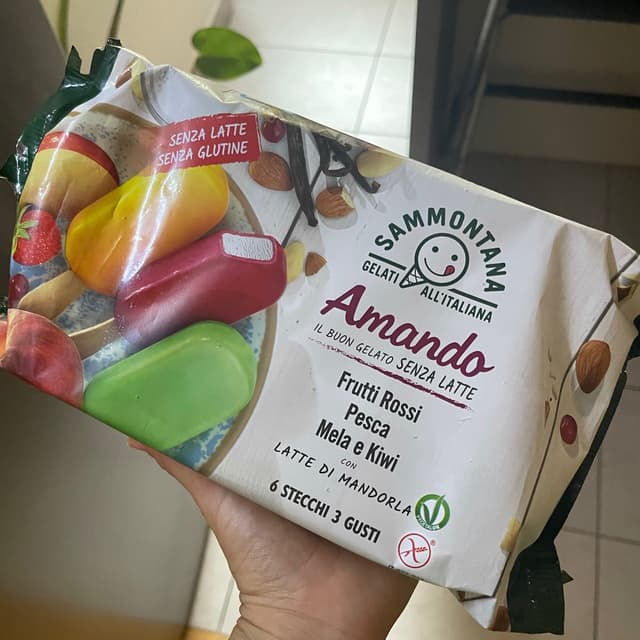 SENZA LATTE
SENZA GLUTINE
SAMMONTANA
GELATI ALL'ITALIANA
Amando
IL BUON GELATO SENZA LATTE
Frutti Rossi
Pesca
Mela e Kiwi
CON
LATTE DI MANDORLA
6 STECCHI 3 GUSTI